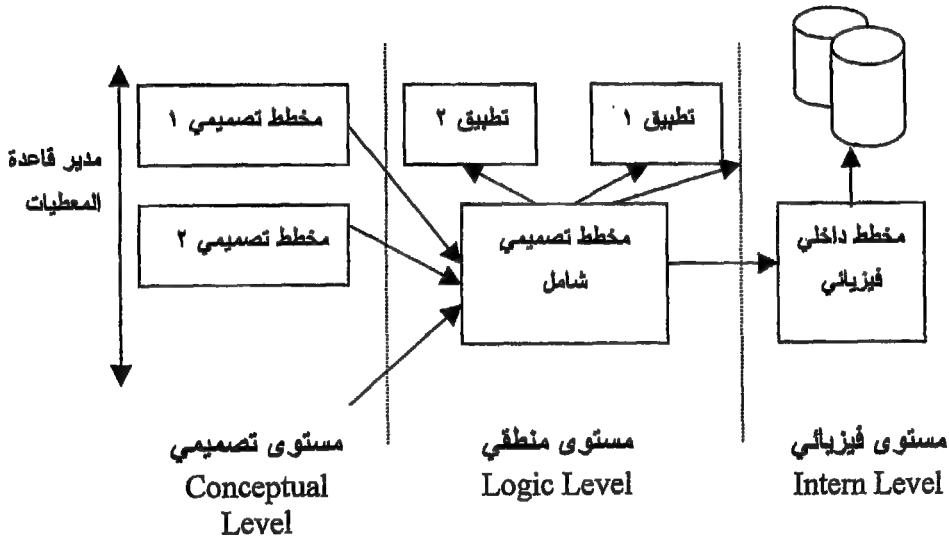 مخطط تصميمي ١
تطبيق ٢
تطبيق ١
مدير قاعدة
المعطيات
مخطط تصميمي ٢
مخطط تصميمي
شامل
مخطط داخلي
فيزيائي
مستوى تصميمي
Conceptual
Level
مستوى منطقي
Logic Level
مستوى فيزيائي
Intern Level